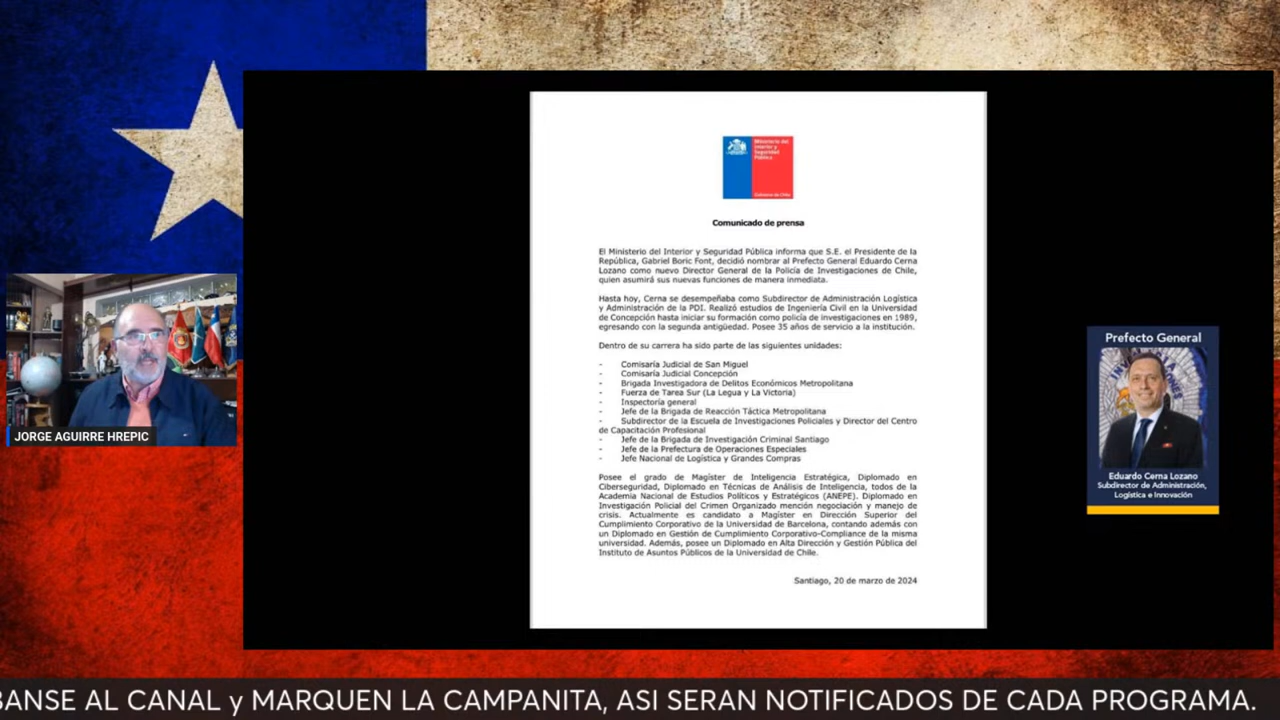 Ministerio del
Interior y
Seguridad
Pública
Gobierno de Chile
Comunicado de prensa
El Ministerio del Interior y Seguridad Pública informa que S.E. el Presidente de la
República, Gabriel Boric Font, decidió nombrar al Prefecto General Eduardo Cerna
Lozano como nuevo Director General de la Policía de Investigaciones de Chile,
quien asumirá sus nuevas funciones de manera inmediata.
Hasta hoy, Cerna se desempeñaba como Subdirector de Administración Logística
y Administración de la PDI. Realizó estudios de Ingeniería Civil en la Universidad
de Concepción hasta iniciar su formación como policía de investigaciones en 1989,
egresando con la segunda antigüedad. Posee 35 años de servicio a la institución.
Dentro de su carrera ha sido parte de las siguientes unidades:
- Comisaría Judicial de San Miguel
- Comisaría Judicial Concepción
- Brigada Investigadora de Delitos Económicos Metropolitana
- Fuerza de Tarea Sur (La Legua y La Victoria)
- Inspectoría general
- Jefe de la Brigada de Reacción Táctica Metropolitana
- Subdirector de la Escuela de Investigaciones Policiales y Director del Centro
de Capacitación Profesional
- Jefe de la Brigada de Investigación Criminal Santiago
- Jefe de la Prefectura de Operaciones Especiales
- Jefe Nacional de Logística y Grandes Compras
Posee el grado de Magíster de Inteligencia Estratégica, Diplomado en
Ciberseguridad, Diplomado en Técnicas de Análisis de Inteligencia, todos de la
Academia Nacional de Estudios Políticos y Estratégicos (ANEPE). Diplomado en
Investigación Policial del Crimen Organizado mención negociación y manejo de
crisis. Actualmente es candidato a Magíster en Dirección Superior del
Cumplimiento Corporativo de la Universidad de Barcelona, contando además con
un Diplomado en Gestión de Cumplimiento Corporativo-Compliance de la misma
universidad. Además, posee un Diplomado en Alta Dirección y Gestión Pública del
Instituto de Asuntos Públicos de la Universidad de Chile.
Santiago, 20 de marzo de 2024
Prefecto General
Eduardo Cerna Lozano
Subdirector de Administración,
Logística e Innovación
JORGE AGUIRRE HREPIC
BANSE AL CANAL y MARQUEN LA CAMPANITA, ASI SERAN NOTIFICADOS DE CADA PROGRAMA.